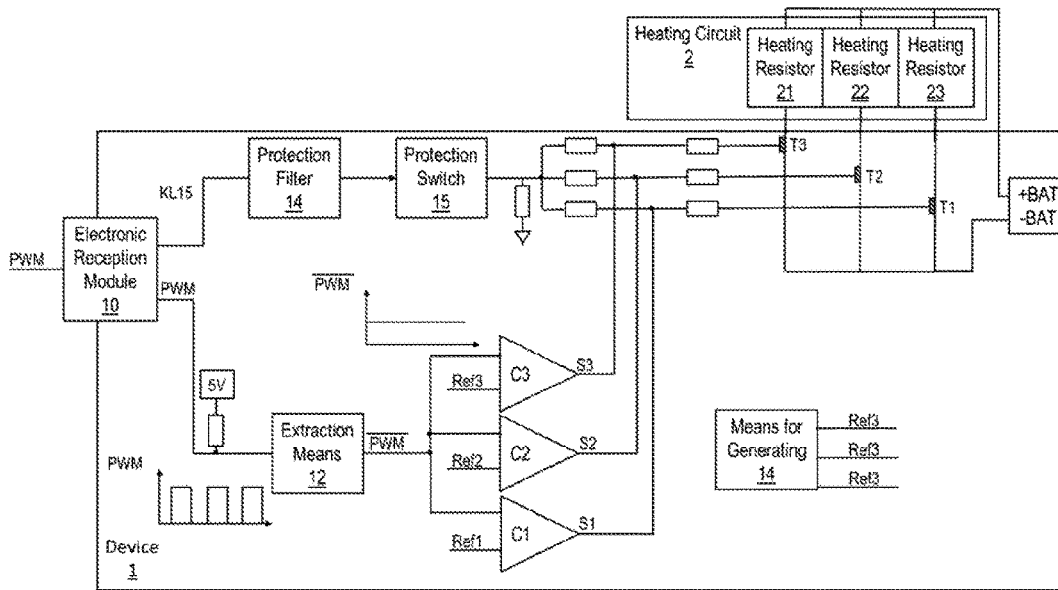 Heating Circuit
2
Heating
Resistor
21
Heating
Resistor
22
Heating
Resistor
23
Protection
Filter
14
Protection
Switch
15
KL15
T3
T2
T1
+BAT
-BAT
PWM
Electronic
Reception
Module
10
PWM
PWM
5V
Extraction
Means
12
PWM
C3
Ref3
S3
C2
Ref2
S2
C1
Ref1
S1
Means for
Generating
14
Ref3
Ref3
Ref3
PWM
Device
1